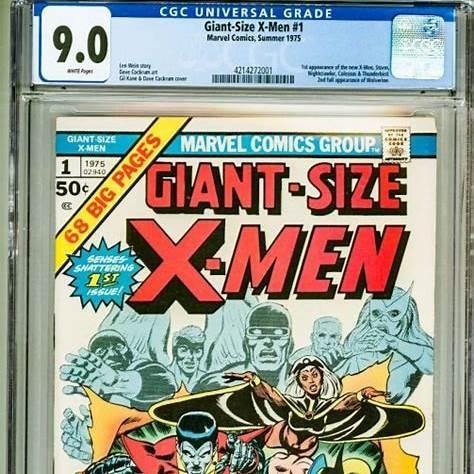 CGC UNIVERSAL GRADE
9.0
WHITE Pages
Giant-Size X-Men #1
Marvel Comics, Summer 1975
Len Wein story
Dave Cockrum art
Gil Kane & Dave Cockrum cover
4214272001
1st appearance of the new X-Men, Storm,
Nightcrawler, Colossus & Thunderbird.
2nd full appearance of Wolverine.
GIANT-SIZE
X-MEN
1
1975
02940
50¢
CC
68 BIG PAGES
MARVEL COMICS GROUP
APPROVED
BY THE
COMICS
CODE
AUTHORITY
GIANT-SIZE
X-MEN
SENSES-
SHATTERING
1ST
ISSUE!